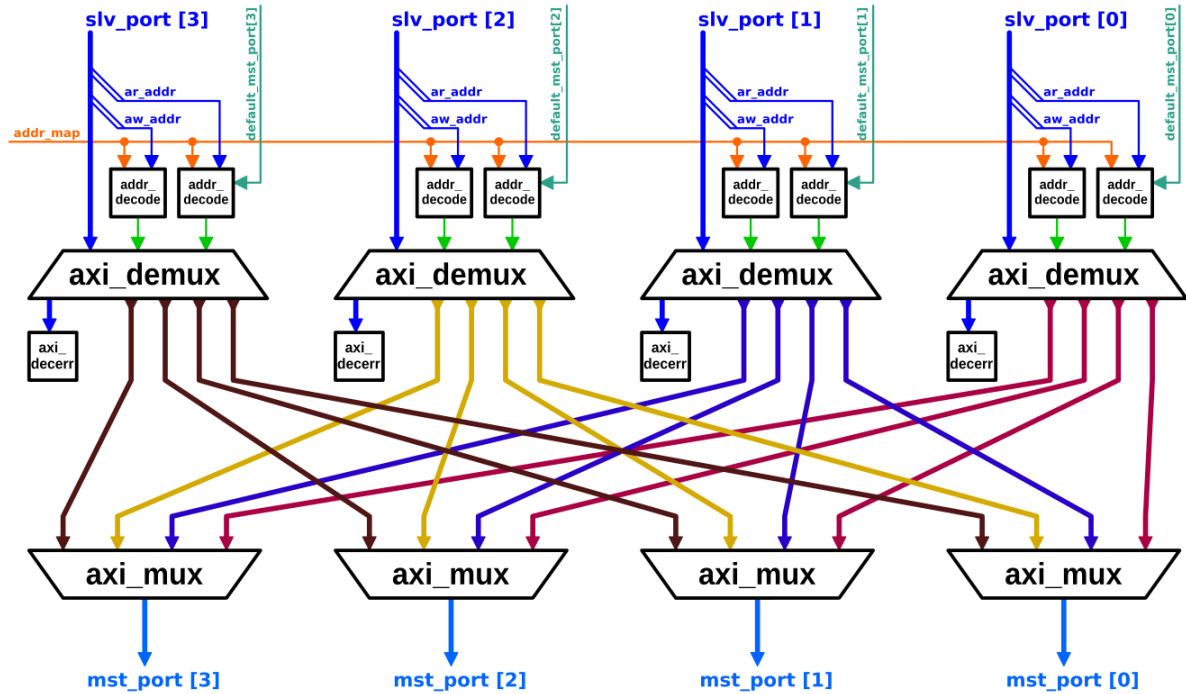 slv_port [3]
default_mst_port[3]
slv_port [2]
default_mst_port[2]
slv_port [1]
default_mst_port[1]
slv_port [0]
default_mst_port[0]
ar_addr
ar_addr
ar_addr
ar_addr
aw_addr
aw_addr
aw_addr
aw_addr
addr_map
addr_
decode
addr_
decode
addr_
decode
addr_
decode
addr_
decode
addr_
decode
addr_
decode
addr_
decode
axi_demux
axi_demux
axi_demux
axi_demux
axi_
decerr
axi_
decerr
axi_
decerr
axi_
decerr
axi_mux
axi_mux
axi_mux
axi_mux
mst_port [3]
mst_port [2]
mst_port [1]
mst_port [0]